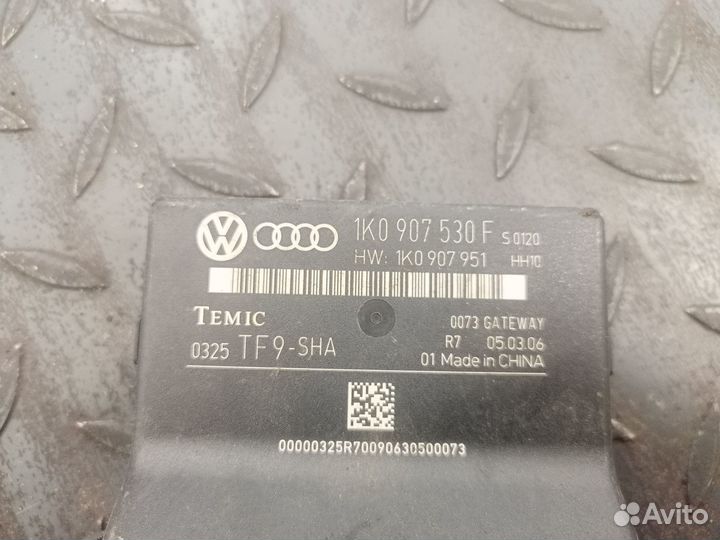 1K0 907 530 F S 0120
HW: 1K0 907 951 HH10
TEMIC
0073 GATEWAY
R7 05.03.06
0325 TF9-SHA
01 Made in CHINA
00000325R70090630500073
Avito